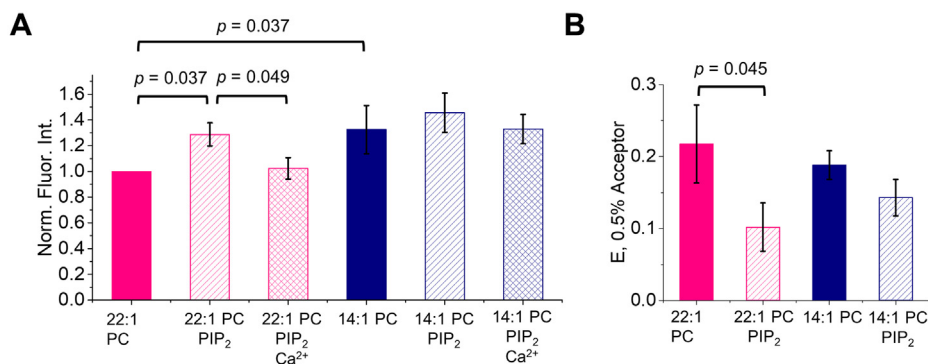 A
p = 0.037
p = 0.037 p = 0.049
Norm. Fluor. Int.
1.6
1.4
1.2
1.0
0.8
0.6
0.4
0.2
0.0
22:1
PC
22:1 PC
PIP₂
22:1 PC
PIP₂
Ca²⁺
14:1 PC
14:1 PC
PIP₂
14:1 PC
PIP₂
Ca²⁺
B
p = 0.045
E, 0.5% Acceptor
0.3
0.2
0.1
0.0
22:1
PC
22:1 PC
PIP₂
14:1 PC
14:1 PC
PIP₂